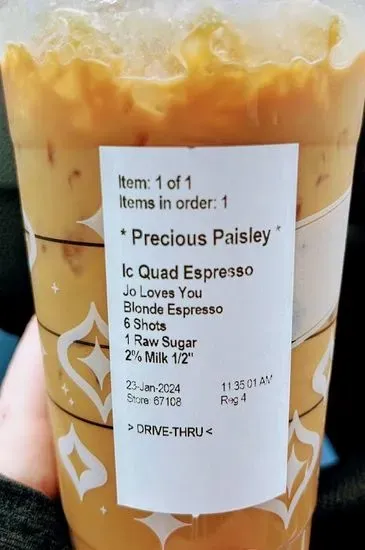 Item: 1 of 1
Items in order: 1
* Precious Paisley *
Ic Quad Espresso
Jo Loves You
Blonde Espresso
6 Shots
1 Raw Sugar
2% Milk 1/2"
23-Jan-2024 11:35:01 AM
Store: 67108 Reg 4
> DRIVE-THRU <